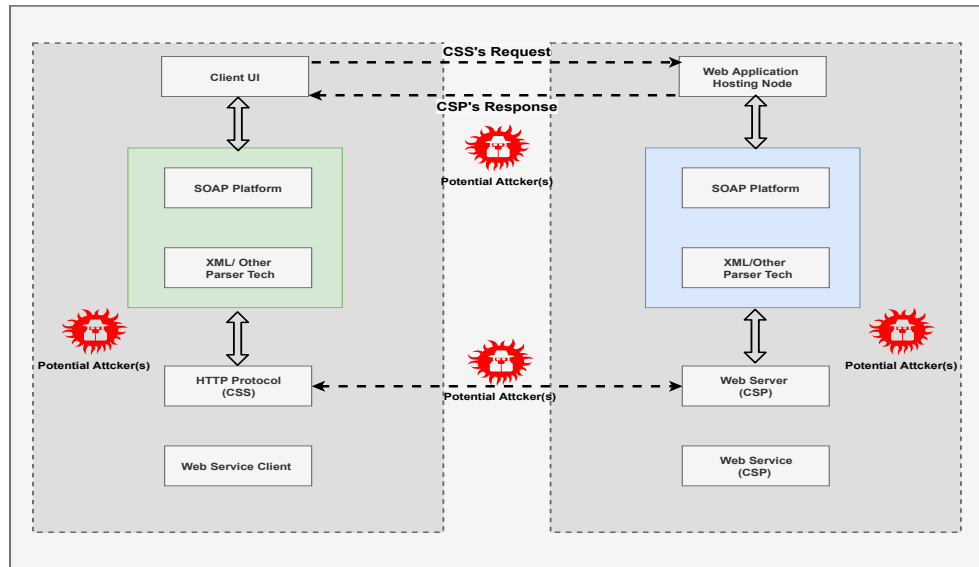 CSS's Request
Client UI
Web Application
Hosting Node
CSP's Response
Potential Attcker(s)
SOAP Platform
SOAP Platform
XML/ Other
Parser Tech
XML/Other
Parser Tech
Potential Attcker(s)
Potential Attcker(s)
HTTP Protocol
(CSS)
Potential Attcker(s)
Web Server
(CSP)
Web Service Client
Web Service
(CSP)